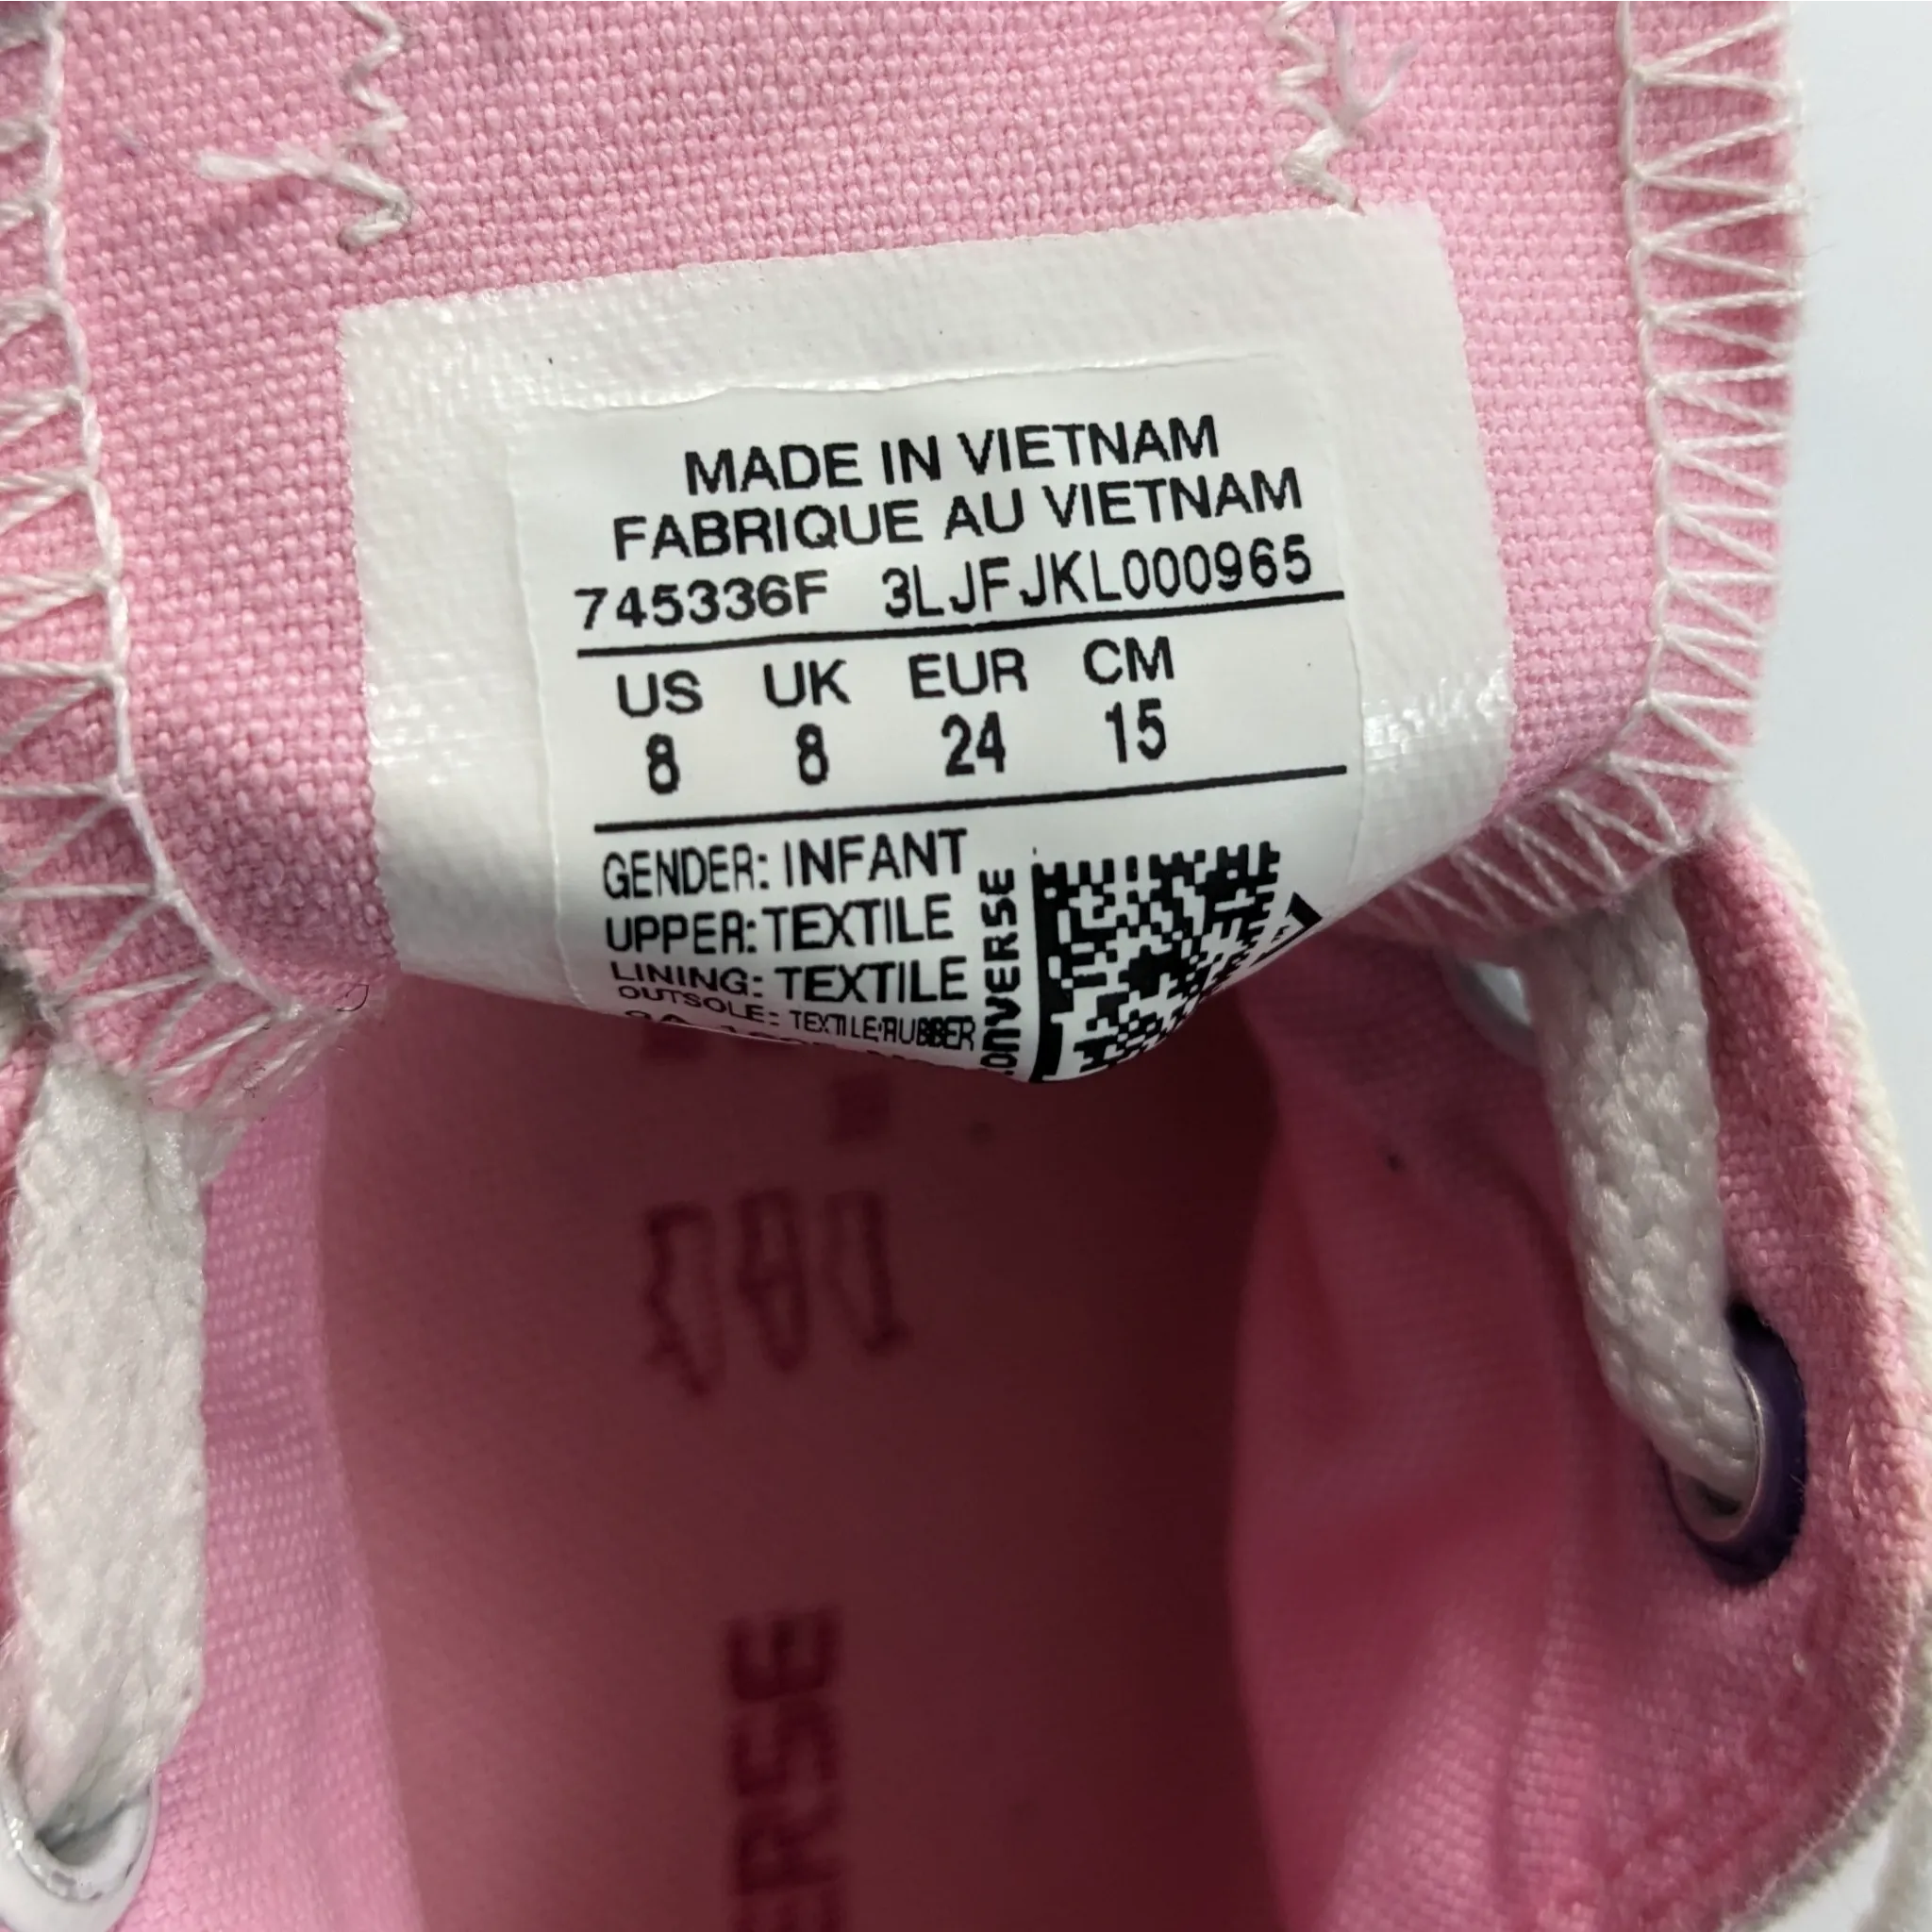 MADE IN VIETNAM
FABRIQUE AU VIETNAM
745336F 3LJFJKL000965
US UK EUR CM
8 8 24 15
GENDER: INFANT
UPPER: TEXTILE
LINING: TEXTILE
OUTSOLE: TEXTILE·RUBBER
CONVERSE
ERSE